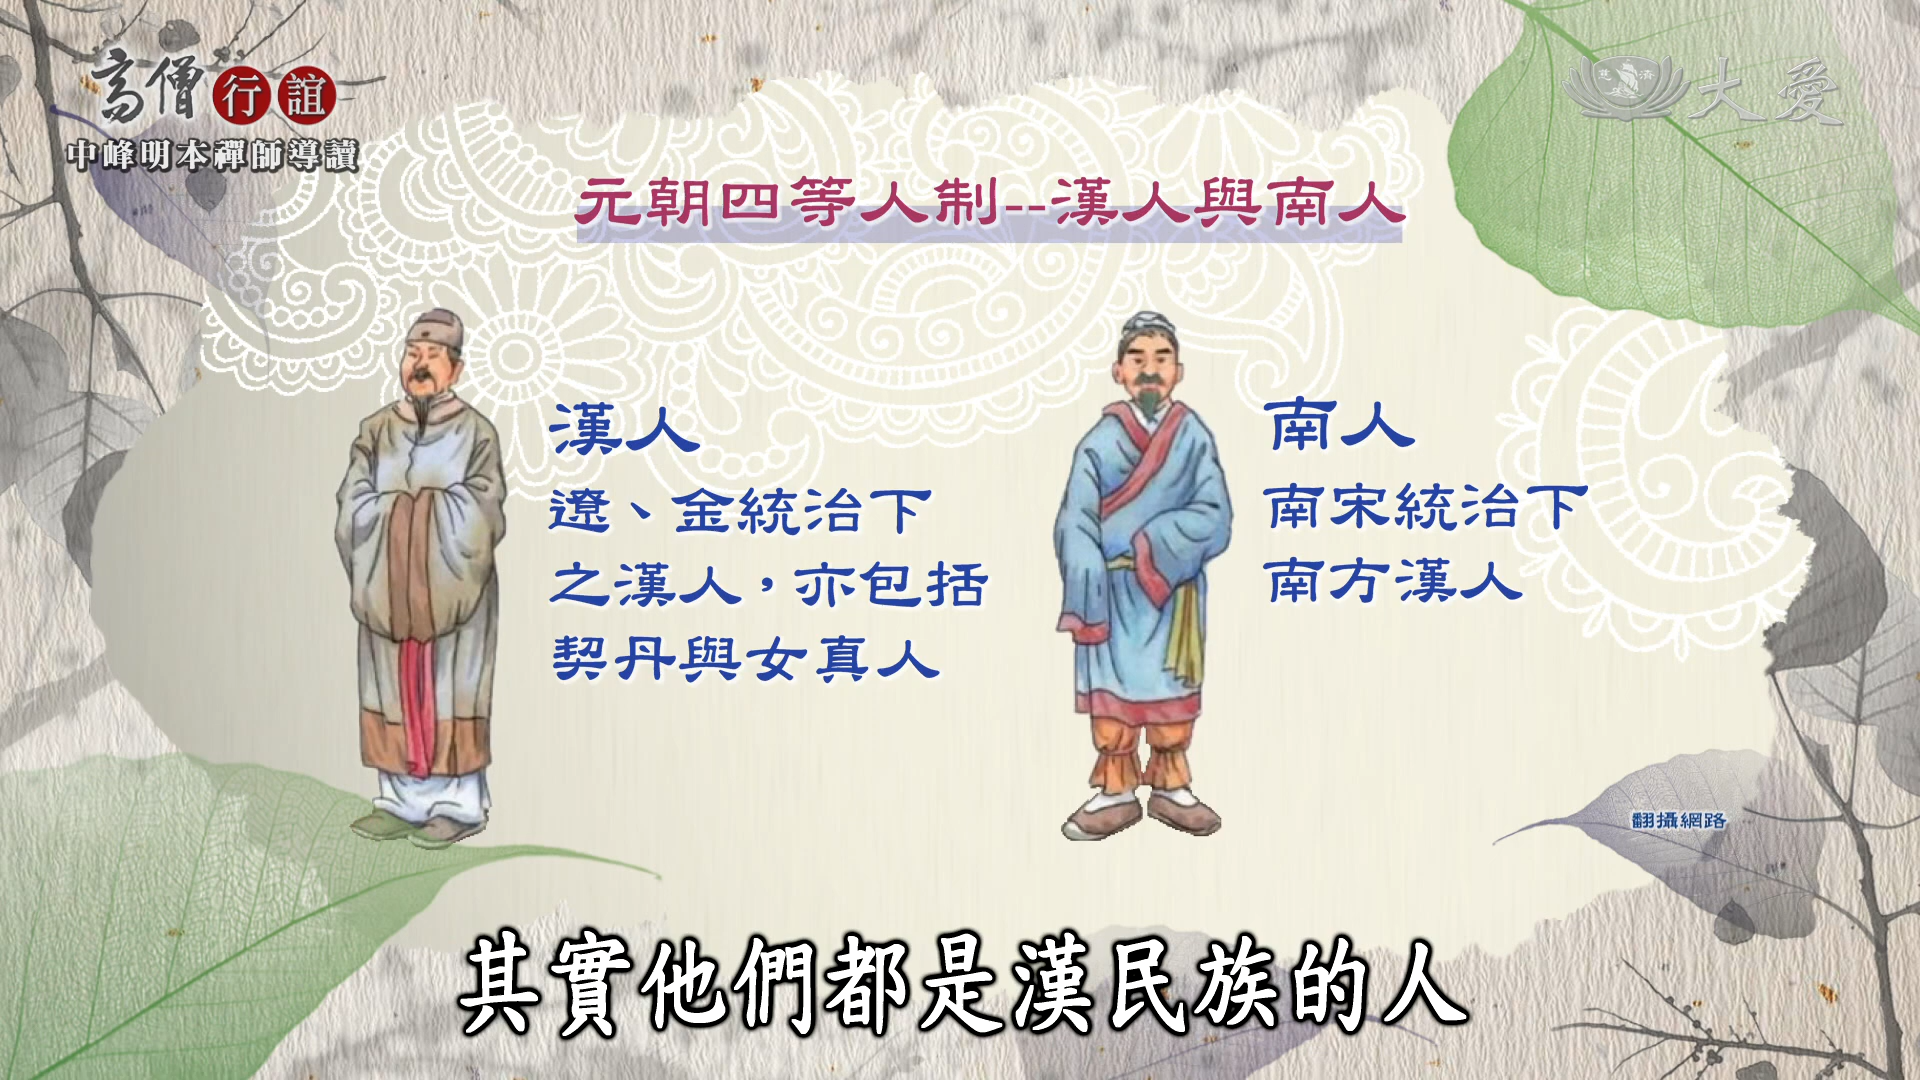 高僧行誼
中峰明本禪師導讀
大愛
慈濟
元朝四等人制--漢人與南人
漢人
遼、金統治下
之漢人，亦包括
契丹與女真人
南人
南宋統治下
南方漢人
翻攝網路
其實他們都是漢民族的人